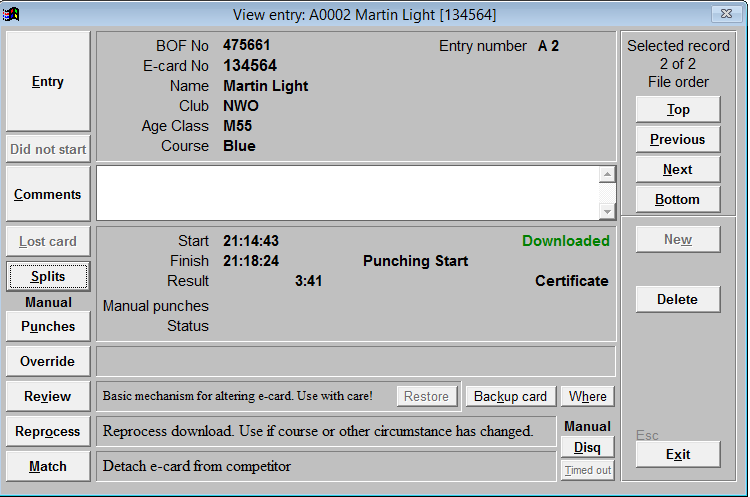 View entry: A0002 Martin Light [134564]
Entry
Did not start
Comments
Lost card
Splits
Manual
Punches
Override
Review
Reprocess
Match
BOF No 475661 Entry number A 2
E-card No 134564
Name Martin Light
Club NWO
Age Class M55
Course Blue
Start 21:14:43 Downloaded
Finish 21:18:24 Punching Start
Result 3:41 Certificate
Manual punches
Status
Basic mechanism for altering e-card. Use with care! Restore Backup card Where
Reprocess download. Use if course or other circumstance has changed.
Detach e-card from competitor
Manual
Disq
Timed out
Selected record
2 of 2
File order
Top
Previous
Next
Bottom
New
Delete
Esc
Exit